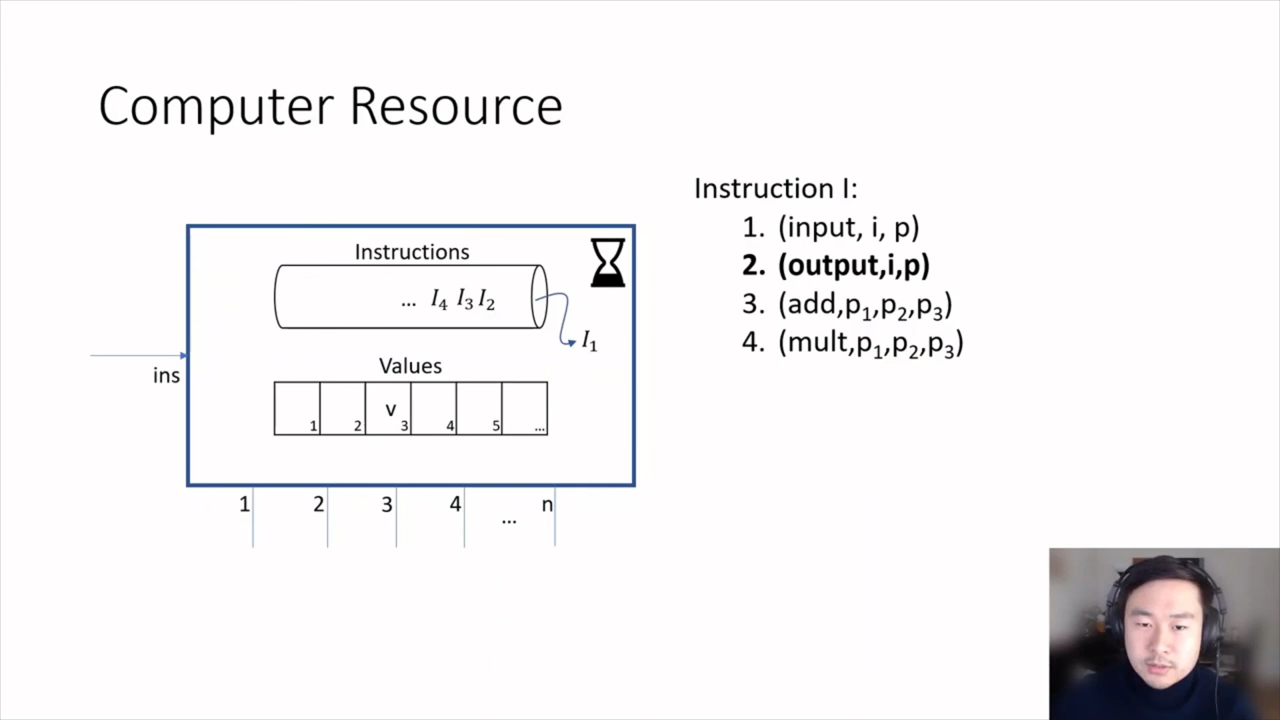 Computer Resource
Instruction I:
1. (input, i, p)
2. (output,i,p)
3. (add,p₁,p₂,p₃)
4. (mult,p₁,p₂,p₃)
Instructions
... I₄ I₃ I₂
I₁
ins
Values
v
1 2 3 4 5 ...
1 2 3 4 ... n